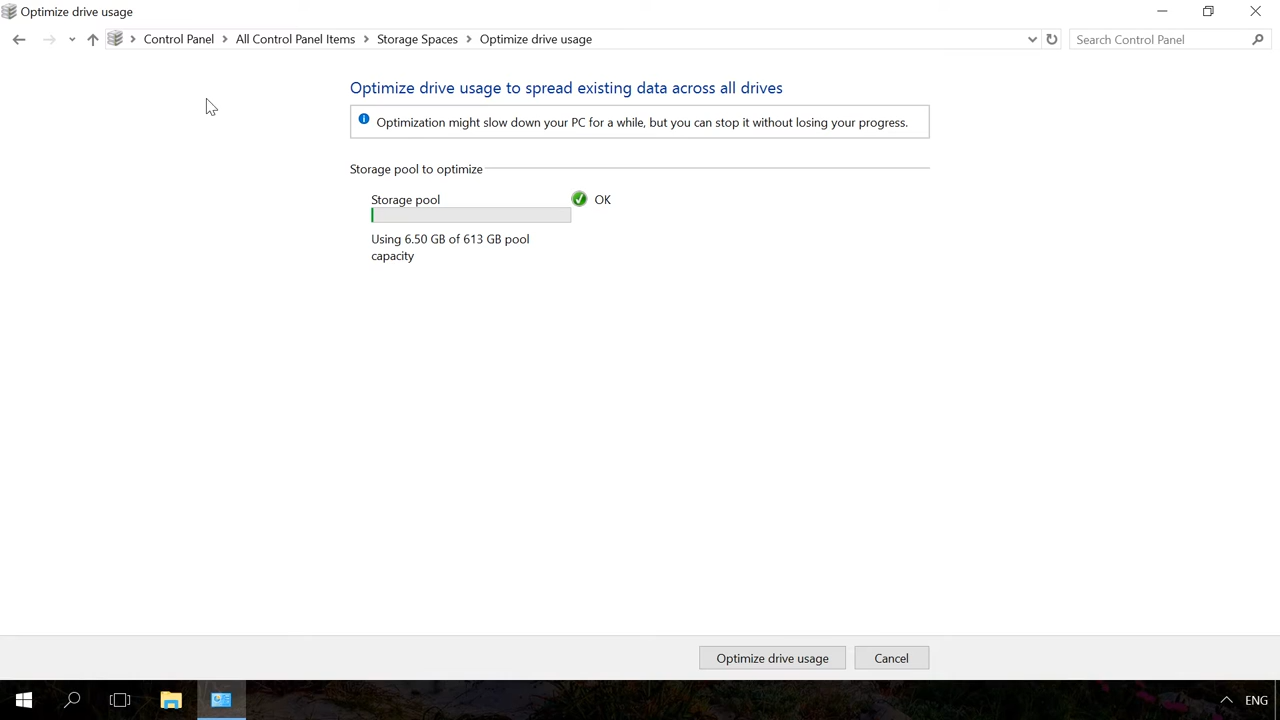 Optimize drive usage
Control Panel
All Control Panel Items
Storage Spaces
Optimize drive usage
Search Control Panel
Optimize drive usage to spread existing data across all drives
Optimization might slow down your PC for a while, but you can stop it without losing your progress.
Storage pool to optimize
Storage pool
OK
Using 6.50 GB of 613 GB pool
capacity
Optimize drive usage
Cancel
ENG